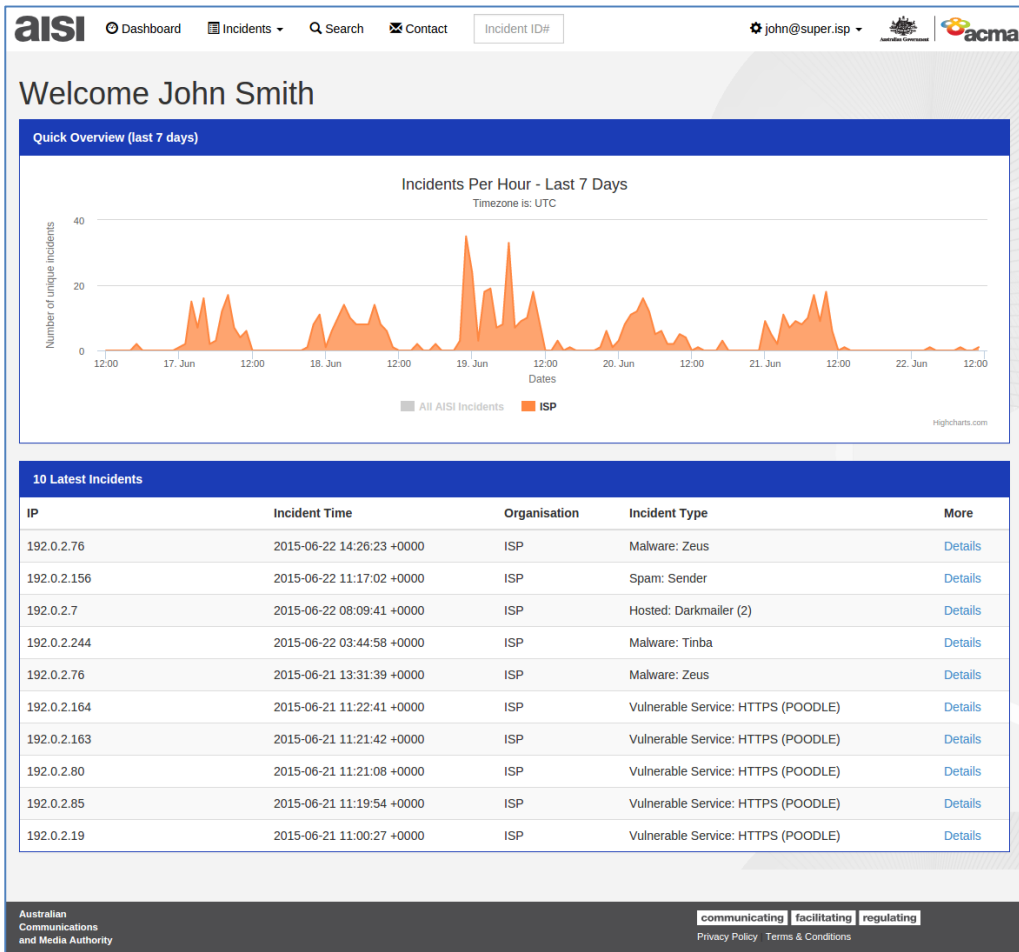 aisi Dashboard Incidents Search Contact Incident ID# john@super.isp Australian Government acma
Welcome John Smith
Quick Overview (last 7 days)
Incidents Per Hour - Last 7 Days
Timezone is: UTC
Number of unique incidents
40
20
0
12:00 17. Jun 12:00 18. Jun 12:00 19. Jun 12:00 20. Jun 12:00 21. Jun 12:00 22. Jun 12:00
Dates
All AISI Incidents ISP
Highcharts.com
10 Latest Incidents
IP Incident Time Organisation Incident Type More
192.0.2.76 2015-06-22 14:26:23 +0000 ISP Malware: Zeus Details
192.0.2.156 2015-06-22 11:17:02 +0000 ISP Spam: Sender Details
192.0.2.7 2015-06-22 08:09:41 +0000 ISP Hosted: Darkmailer (2) Details
192.0.2.244 2015-06-22 03:44:58 +0000 ISP Malware: Tinba Details
192.0.2.76 2015-06-21 13:31:39 +0000 ISP Malware: Zeus Details
192.0.2.164 2015-06-21 11:22:41 +0000 ISP Vulnerable Service: HTTPS (POODLE) Details
192.0.2.163 2015-06-21 11:21:42 +0000 ISP Vulnerable Service: HTTPS (POODLE) Details
192.0.2.80 2015-06-21 11:21:08 +0000 ISP Vulnerable Service: HTTPS (POODLE) Details
192.0.2.85 2015-06-21 11:19:54 +0000 ISP Vulnerable Service: HTTPS (POODLE) Details
192.0.2.19 2015-06-21 11:00:27 +0000 ISP Vulnerable Service: HTTPS (POODLE) Details
Australian
Communications
and Media Authority
communicating facilitating regulating
Privacy Policy Terms & Conditions